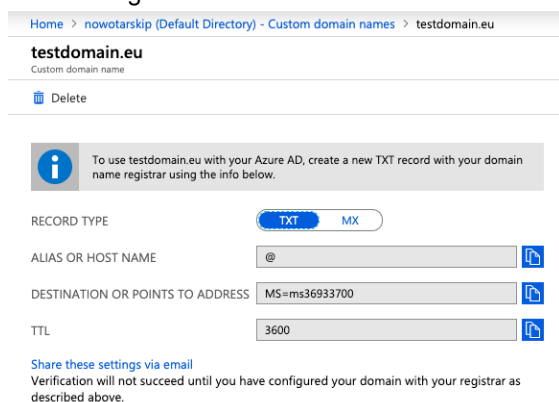 Home > nowotarskip (Default Directory) - Custom domain names > testdomain.eu
testdomain.eu
Custom domain name
Delete
To use testdomain.eu with your Azure AD, create a new TXT record with your domain
name registrar using the info below.
RECORD TYPE TXT MX
ALIAS OR HOST NAME @
DESTINATION OR POINTS TO ADDRESS MS=ms36933700
TTL 3600
Share these settings via email
Verification will not succeed until you have configured your domain with your registrar as
described above.